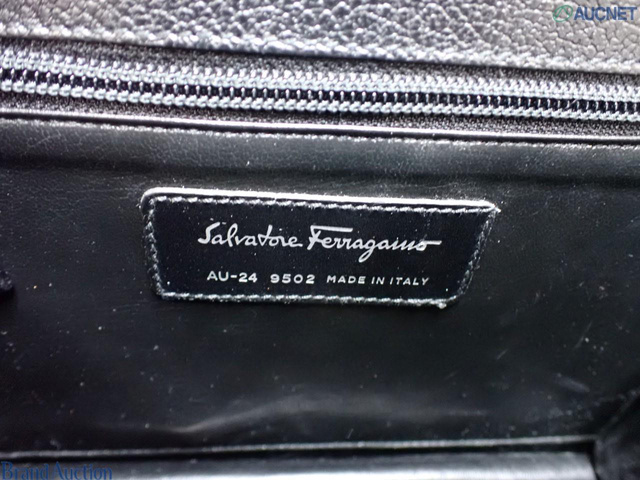 AUCNET
Salvatore Ferragamo
AU-24 9502 MADE IN ITALY
Brand Auction